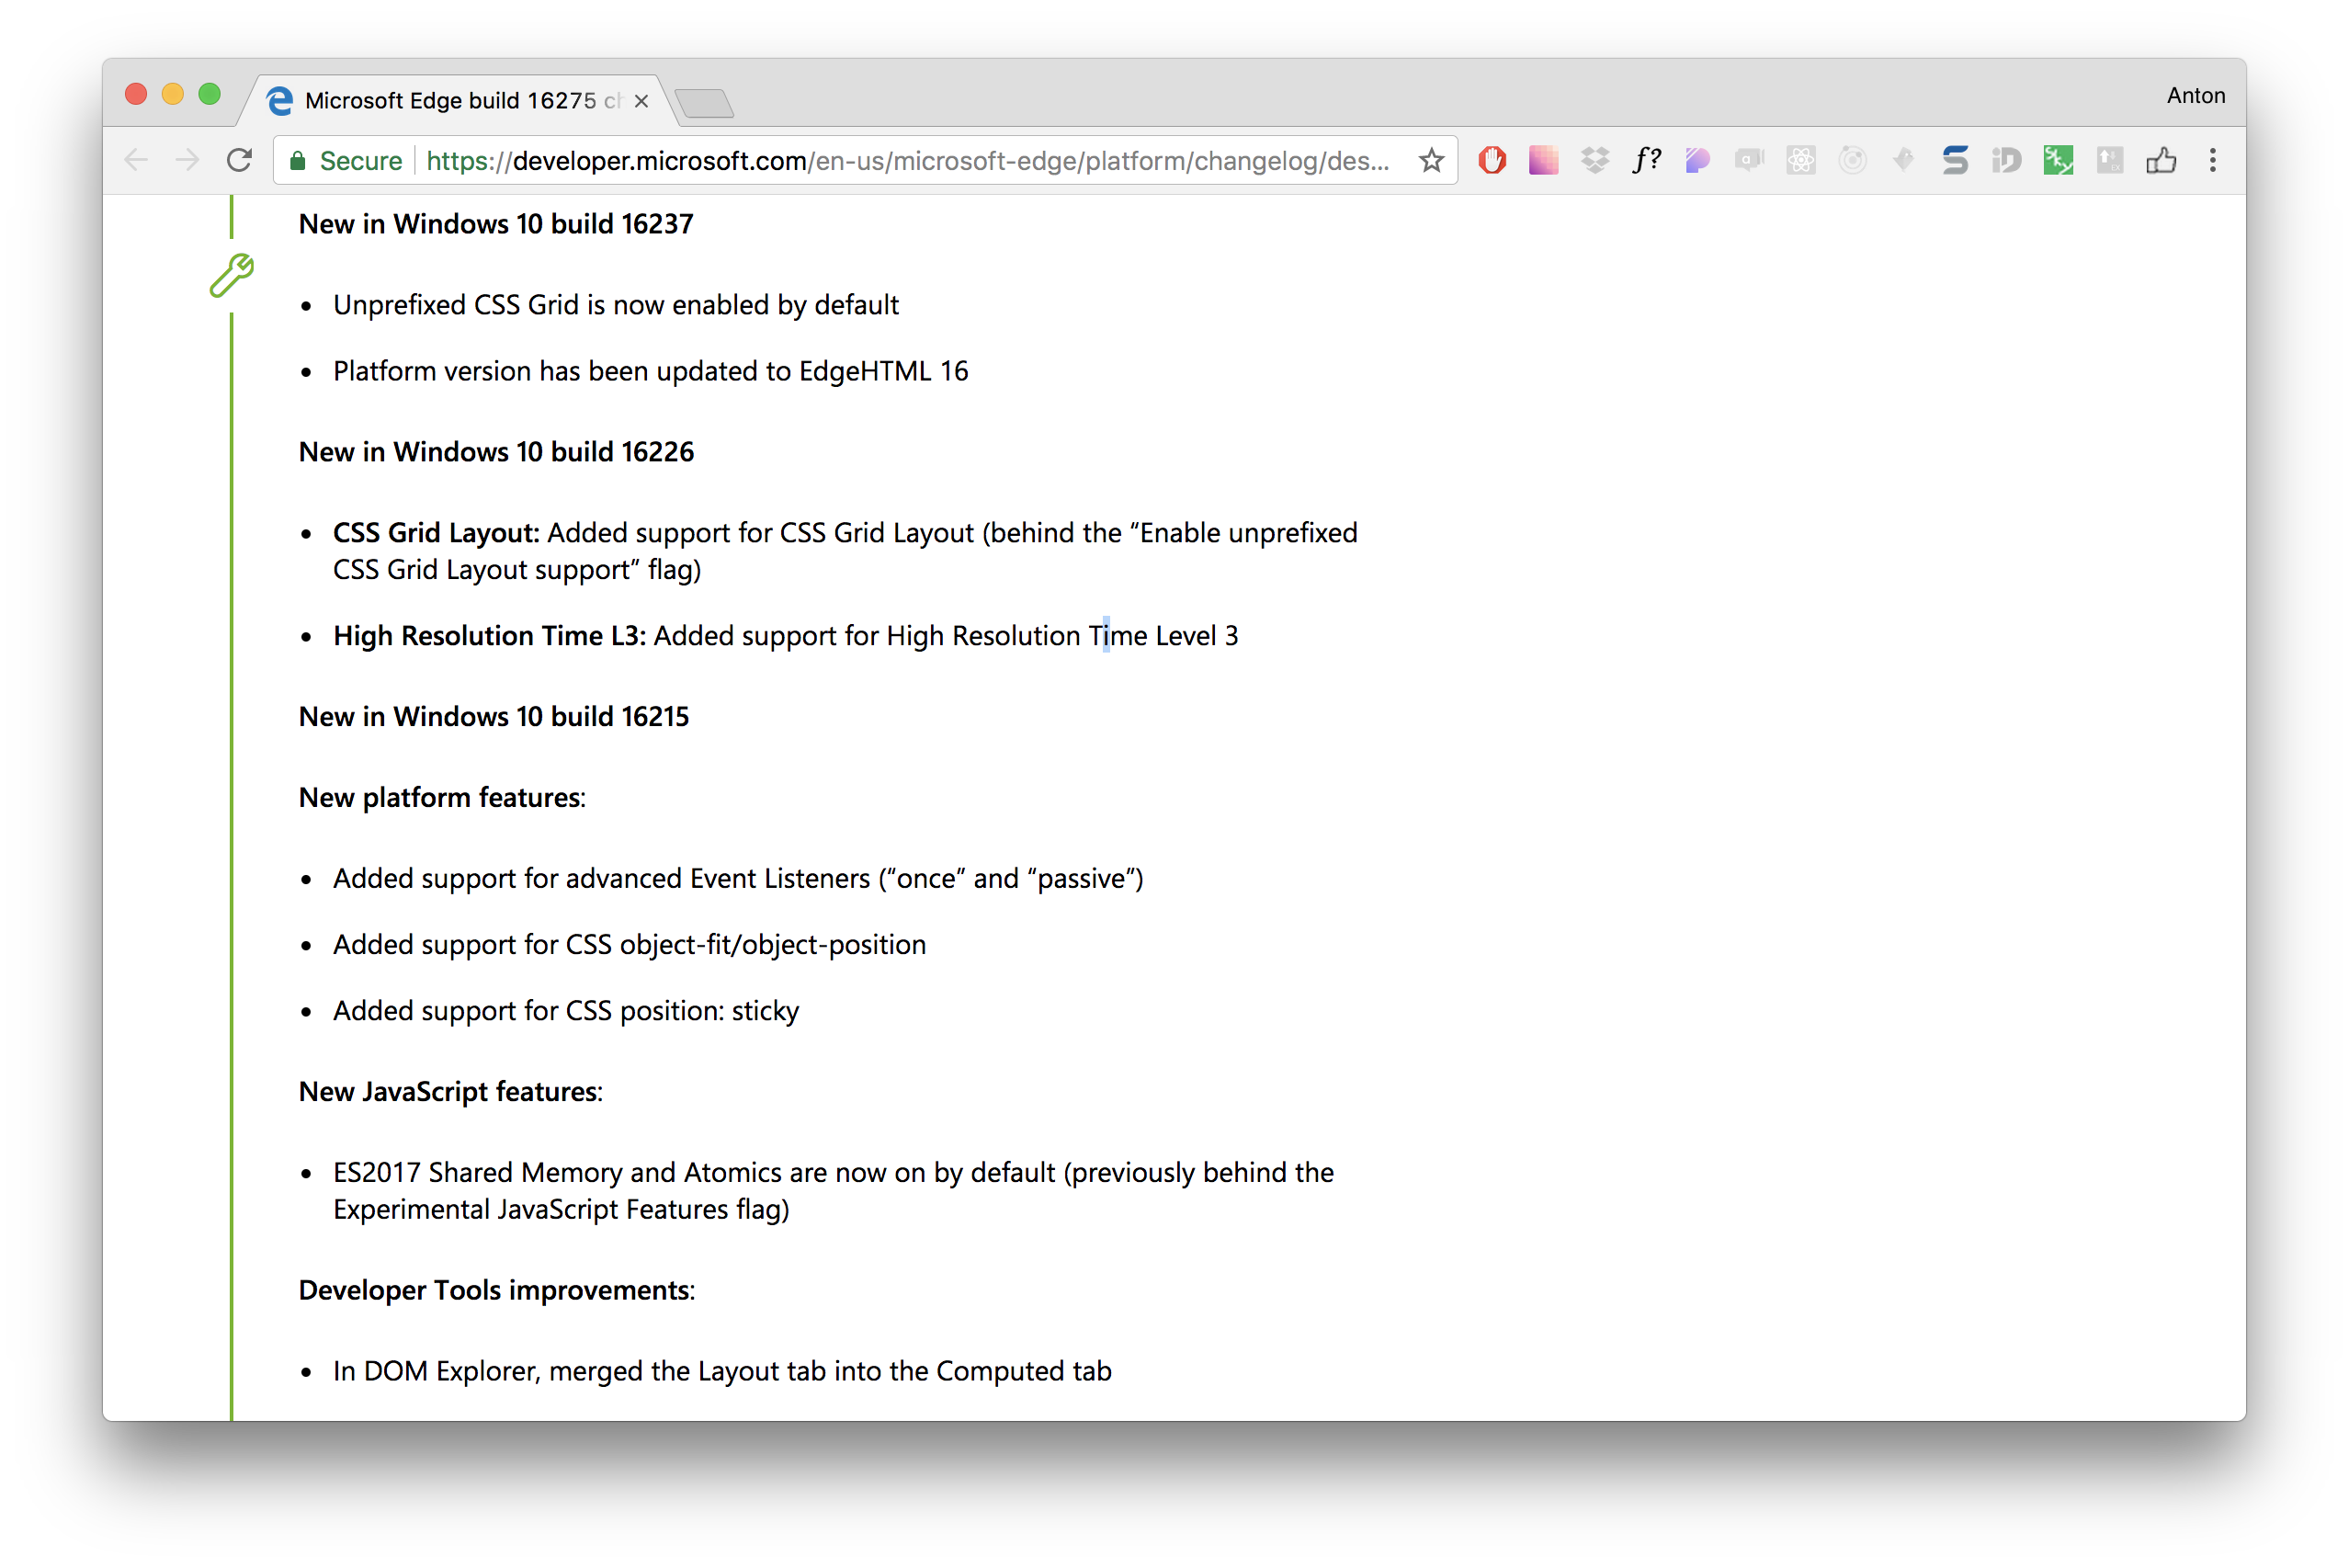 Microsoft Edge build 16275 ch
Anton
Secure https://developer.microsoft.com/en-us/microsoft-edge/platform/changelog/des...
f?
New in Windows 10 build 16237
• Unprefixed CSS Grid is now enabled by default
• Platform version has been updated to EdgeHTML 16
New in Windows 10 build 16226
• CSS Grid Layout: Added support for CSS Grid Layout (behind the “Enable unprefixed
CSS Grid Layout support” flag)
• High Resolution Time L3: Added support for High Resolution Time Level 3
New in Windows 10 build 16215
New platform features:
• Added support for advanced Event Listeners (“once” and “passive”)
• Added support for CSS object-fit/object-position
• Added support for CSS position: sticky
New JavaScript features:
• ES2017 Shared Memory and Atomics are now on by default (previously behind the
Experimental JavaScript Features flag)
Developer Tools improvements:
• In DOM Explorer, merged the Layout tab into the Computed tab